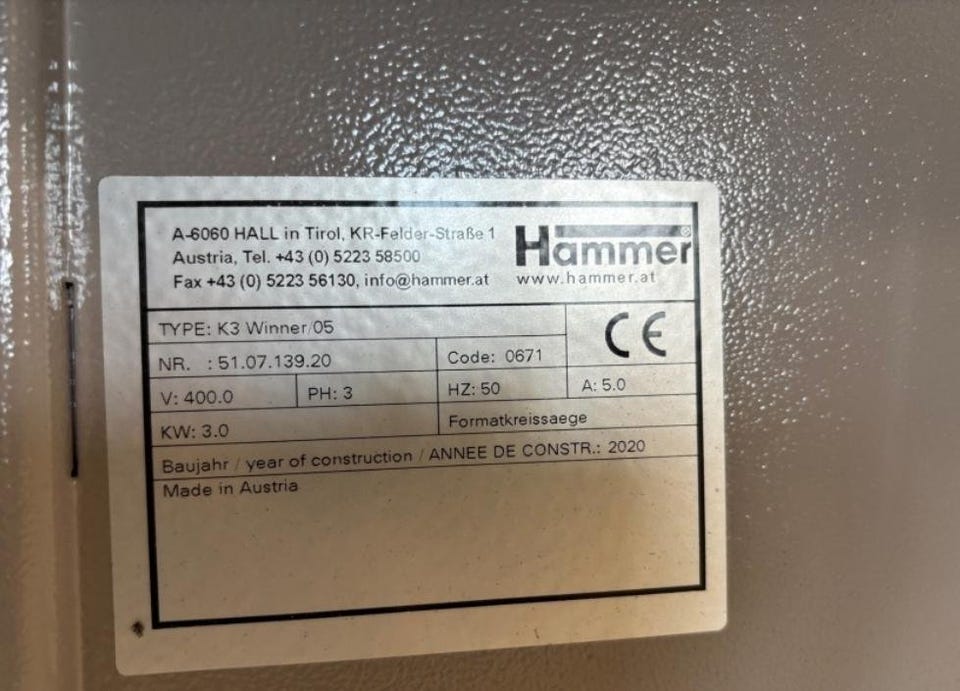 A-6060 HALL in Tirol, KR-Felder-Straße 1
Austria, Tel. +43 (0) 5223 58500
Fax +43 (0) 5223 56130, info@hammer.at
Hammer®
www.hammer.at
TYPE: K3 Winner/05
CE
NR. : 51.07.139.20
Code: 0671
V: 400.0
PH: 3
HZ: 50
A: 5.0
KW: 3.0
Formatkreissaege
Baujahr / year of construction / ANNEE DE CONSTR.: 2020
Made in Austria